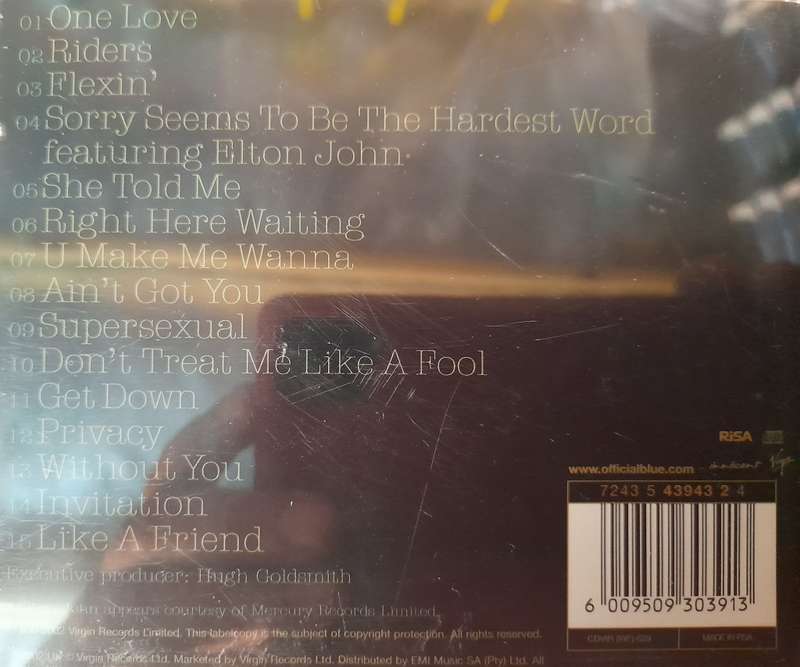 01 One Love
02 Riders
03 Flexin'
04 Sorry Seems To Be The Hardest Word
featuring Elton John
05 She Told Me
06 Right Here Waiting
07 U Make Me Wanna
08 Ain't Got You
09 Supersexual
10 Don't Treat Me Like A Fool
11 Get Down
12 Privacy
13 Without You
14 Invitation
15 Like A Friend
Executive producer: Hugh Goldsmith
appears courtesy of Mercury Records Limited
Virgin Records Limited. This labelcopy is the subject of copyright protection. All rights reserved.
Virgin Records Ltd. Marketed by Virgin Records Ltd. Distributed by EMI Music SA (Pty) Ltd. All
RiSA
www.officialblue.com
innocent
Virgin
7243 5 43943 2 4
6 009509 303913
MADE IN RSA